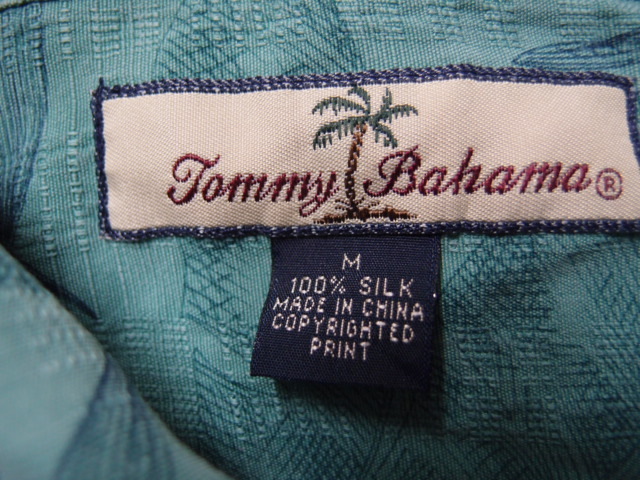 Tommy Bahama®
M
100% SILK
MADE IN CHINA
COPYRIGHTED
PRINT